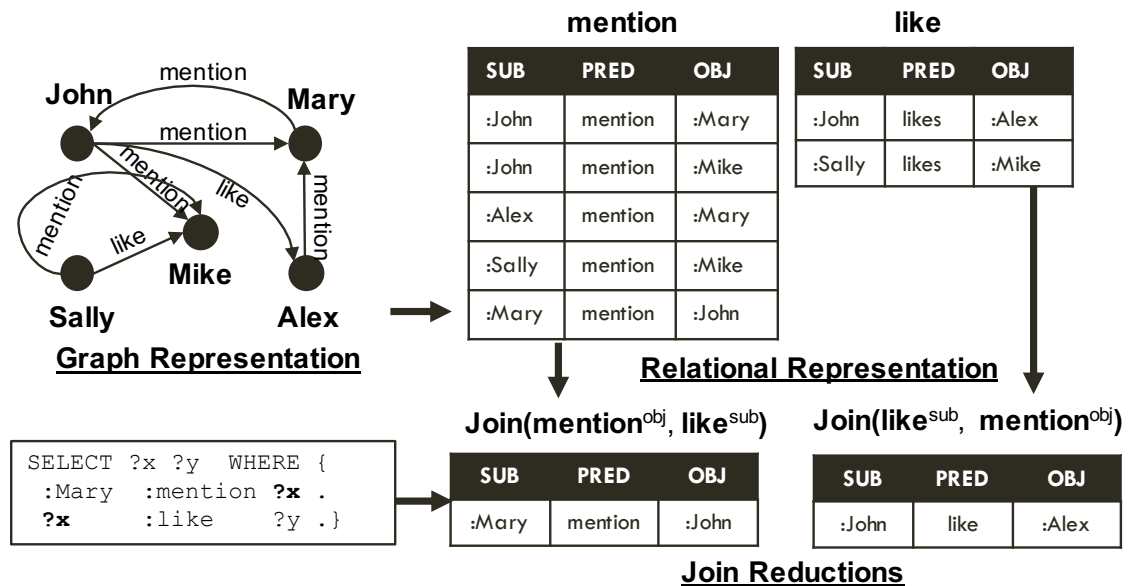 mention
like
John
Mary
mention
mention
mention
like
mention
mention
like
Mike
Sally
Alex
Graph Representation
SUB PRED OBJ
:John mention :Mary
:John mention :Mike
:Alex mention :Mary
:Sally mention :Mike
:Mary mention :John
SUB PRED OBJ
:John likes :Alex
:Sally likes :Mike
Relational Representation
SELECT ?x ?y WHERE {
:Mary :mention ?x .
?x :like ?y .}
Join(mention^obj, like^sub)
SUB PRED OBJ
:Mary mention :John
Join(like^sub, mention^obj)
SUB PRED OBJ
:John like :Alex
Join Reductions